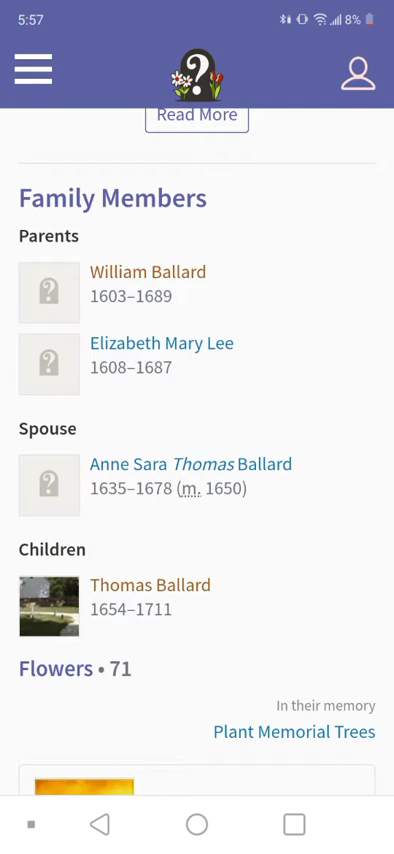 5:57
8%
?
Read More
Family Members
Parents
?
William Ballard
1603–1689
?
Elizabeth Mary Lee
1608–1687
Spouse
?
Anne Sara Thomas Ballard
1635–1678 (m. 1650)
Children
Thomas Ballard
1654–1711
Flowers • 71
In their memory
Plant Memorial Trees